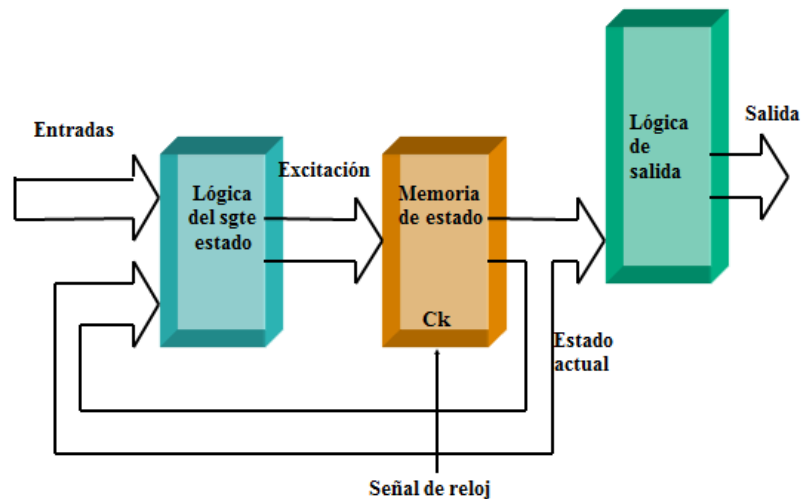 Entradas
Lógica
del sgte
estado
Excitación
Memoria
de estado
Ck
Lógica
de
salida
Salida
Estado
actual
Señal de reloj